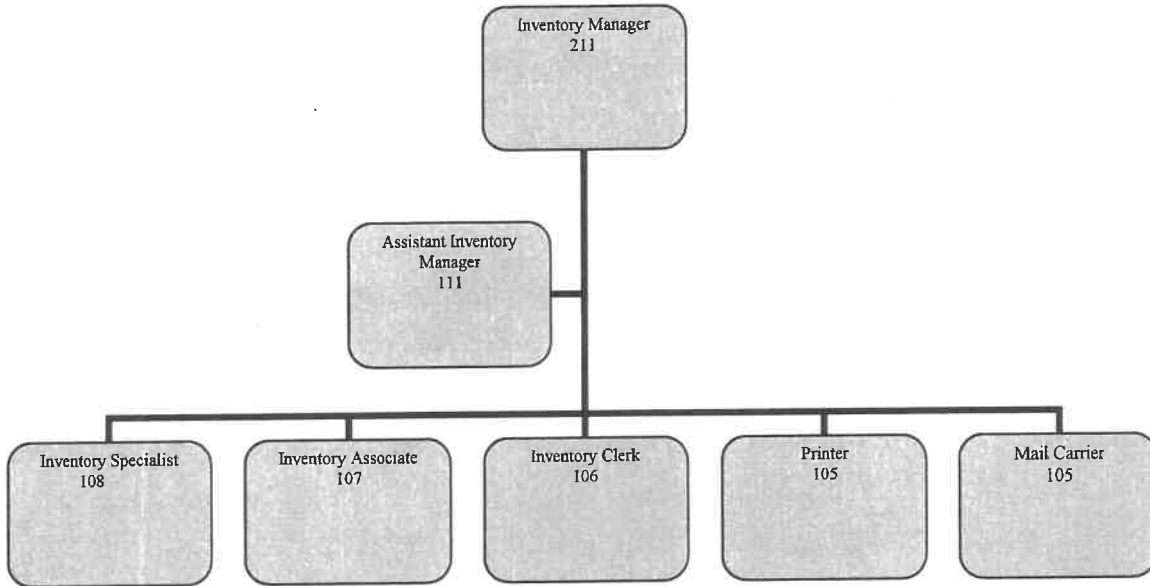 Inventory Manager
211
Assistant Inventory
Manager
111
Inventory Specialist
108
Inventory Associate
107
Inventory Clerk
106
Printer
105
Mail Carrier
105